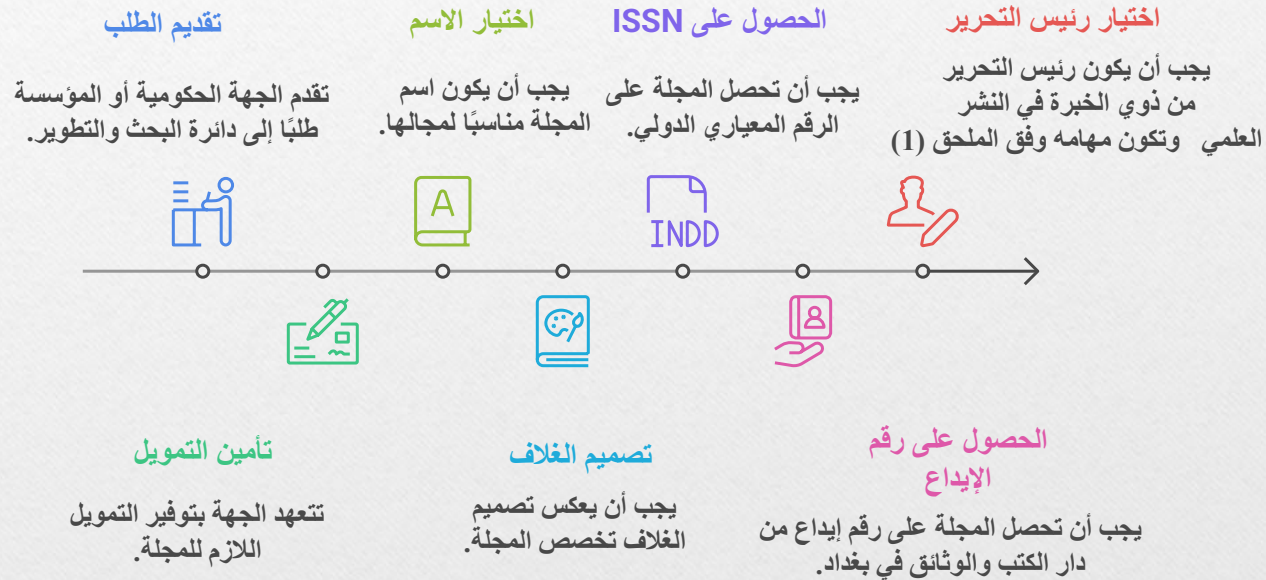 تقديم الطلب
تقدم الجهة الحكومية أو المؤسسة
طلبًا إلى دائرة البحث والتطوير.
تأمين التمويل
تتعهد الجهة بتوفير التمويل
اللازم للمجلة.
اختيار الاسم
يجب أن يكون اسم
المجلة مناسبًا لمجالها.
A
تصميم الغلاف
يجب أن يعكس تصميم
الغلاف تخصص المجلة.
الحصول على ISSN
يجب أن تحصل المجلة على
الرقم المعياري الدولي.
INDD
الحصول على رقم
الإيداع
يجب أن تحصل المجلة على رقم إيداع من
دار الكتب والوثائق في بغداد.
اختيار رئيس التحرير
يجب أن يكون رئيس التحرير
من ذوي الخبرة في النشر
العلمي وتكون مهامه وفق الملحق (1)